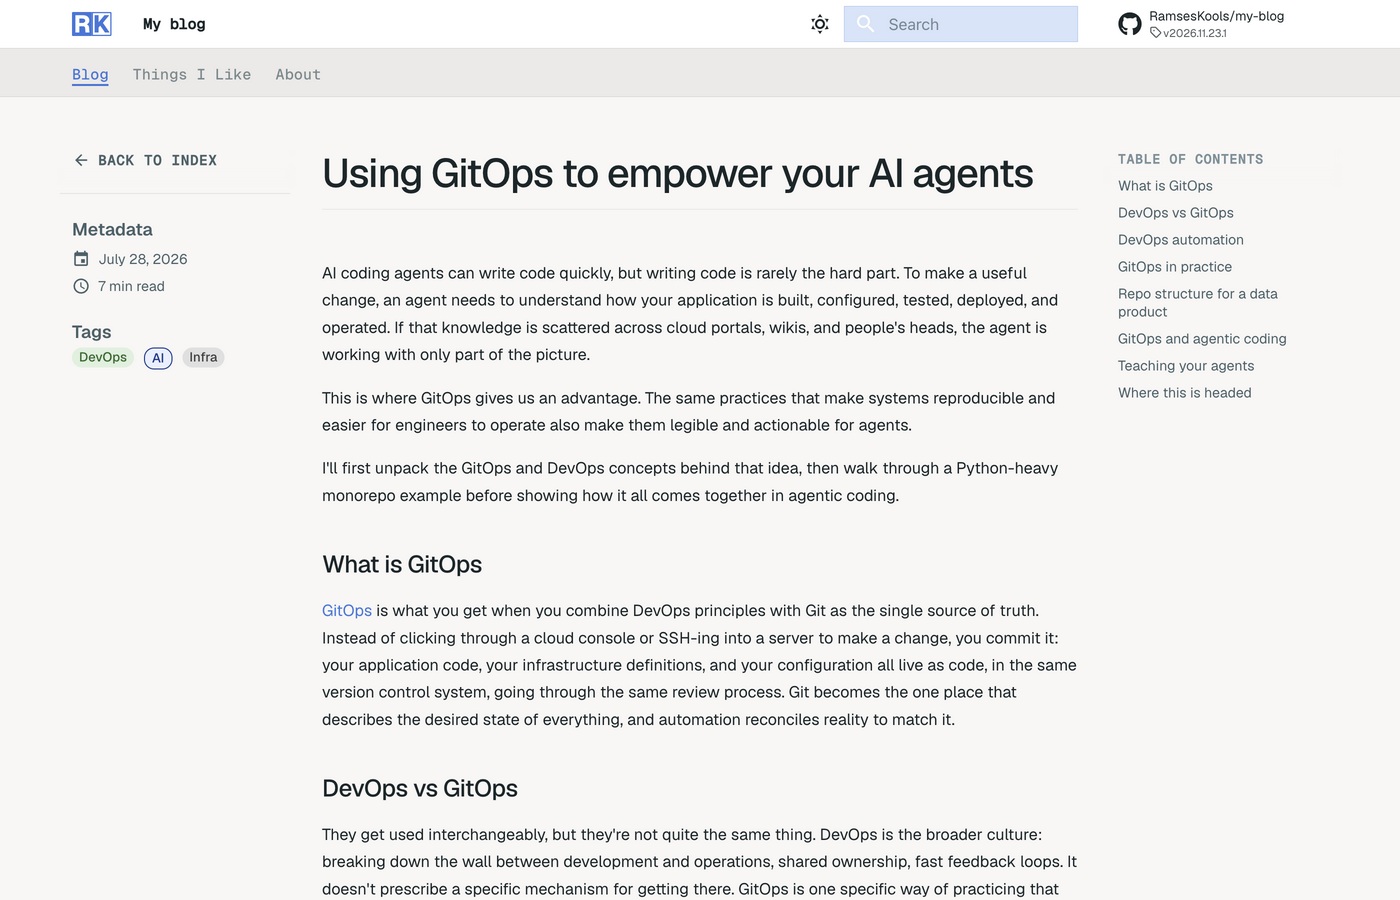 RK
My blog
Search
RamsesKools/my-blog
v2026.11.23.1
Blog
Things I Like
About
BACK TO INDEX
Metadata
July 28, 2026
7 min read
Tags
DevOps
AI
Infra
Using GitOps to empower your AI agents
AI coding agents can write code quickly, but writing code is rarely the hard part. To make a useful
change, an agent needs to understand how your application is built, configured, tested, deployed, and
operated. If that knowledge is scattered across cloud portals, wikis, and people's heads, the agent is
working with only part of the picture.
This is where GitOps gives us an advantage. The same practices that make systems reproducible and
easier for engineers to operate also make them legible and actionable for agents.
I'll first unpack the GitOps and DevOps concepts behind that idea, then walk through a Python-heavy
monorepo example before showing how it all comes together in agentic coding.
What is GitOps
GitOps is what you get when you combine DevOps principles with Git as the single source of truth.
Instead of clicking through a cloud console or SSH-ing into a server to make a change, you commit it:
your application code, your infrastructure definitions, and your configuration all live as code, in the same
version control system, going through the same review process. Git becomes the one place that
describes the desired state of everything, and automation reconciles reality to match it.
DevOps vs GitOps
They get used interchangeably, but they're not quite the same thing. DevOps is the broader culture:
breaking down the wall between development and operations, shared ownership, fast feedback loops. It
doesn't prescribe a specific mechanism for getting there. GitOps is one specific way of practicing that
TABLE OF CONTENTS
What is GitOps
DevOps vs GitOps
DevOps automation
GitOps in practice
Repo structure for a data
product
GitOps and agentic coding
Teaching your agents
Where this is headed